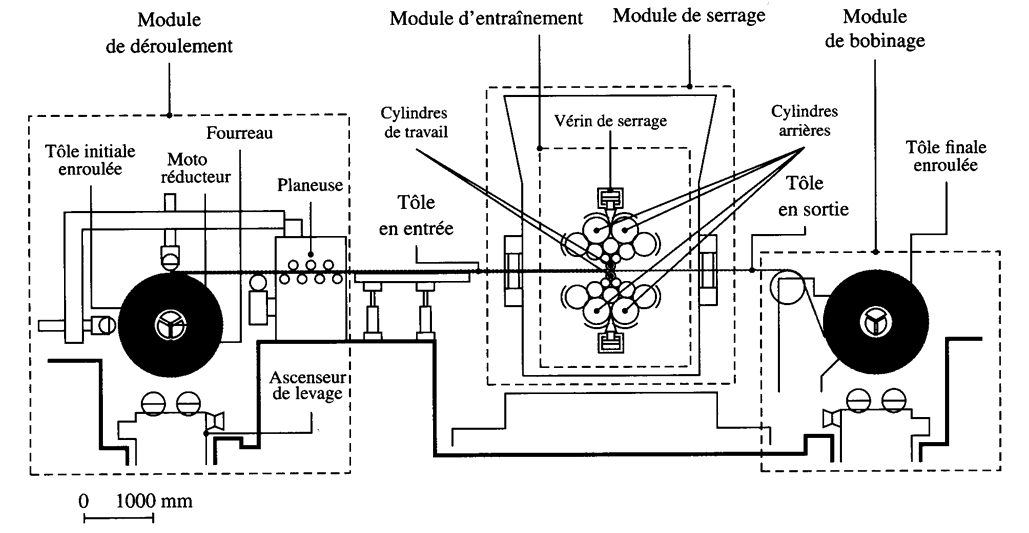 Module
de déroulement
Module d'entraînement
Module de serrage
Module
de bobinage
Fourreau
Tôle initiale
enroulée
Moto
réducteur
Planeuse
Cylindres
de travail
Vérin de serrage
Cylindres
arrières
Tôle finale
enroulée
Tôle
en entrée
Tôle
en sortie
Ascenseur
de levage
0 1000 mm